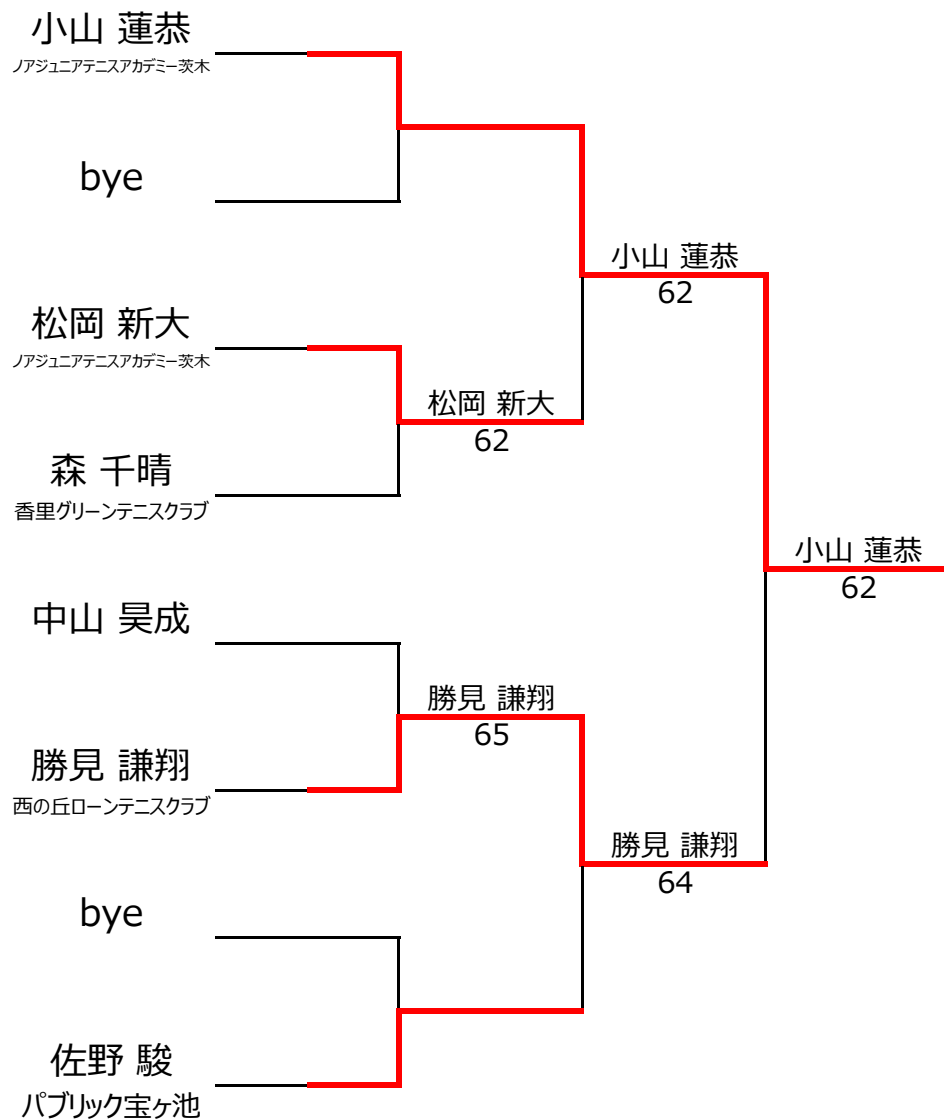 小山 蓮恭
ノアジュニアテニスアカデミー茨木
bye
小山 蓮恭
62
松岡 新大
ノアジュニアテニスアカデミー茨木
松岡 新大
62
森 千晴
香里グリーンテニスクラブ
小山 蓮恭
62
中山 昊成
勝見 謙翔
65
勝見 謙翔
西の丘ローンテニスクラブ
勝見 謙翔
64
bye
佐野 駿
パブリック宝ヶ池